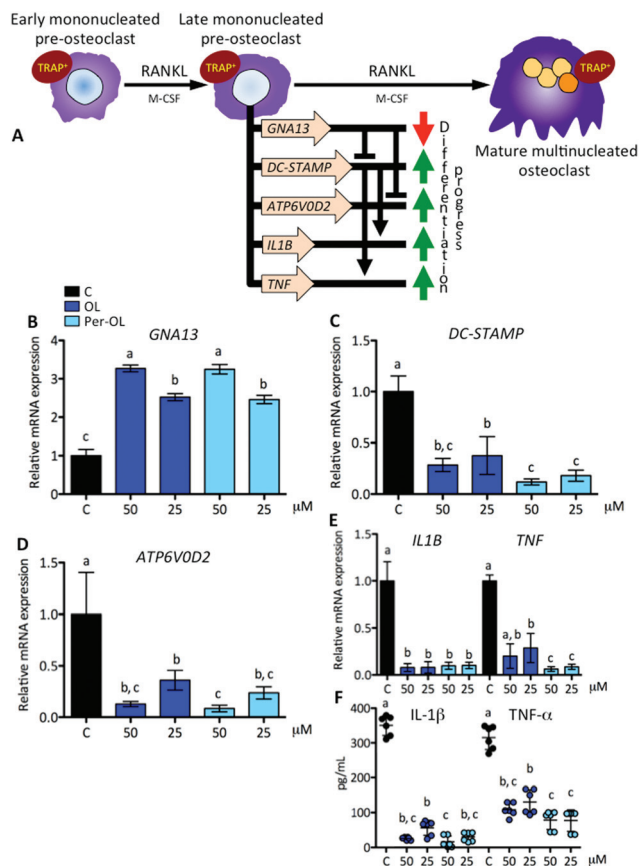 Early mononucleated
pre-osteoclast
Late mononucleated
pre-osteoclast
TRAP⁺
RANKL
M-CSF
TRAP⁺
RANKL
M-CSF
TRAP⁺
Mature multinucleated
osteoclast
A
GNA13
DC-STAMP
ATP6V0D2
IL1B
TNF
Differentiation
progress
C
OL
Per-OL
B
GNA13
Relative mRNA expression
4
3
2
1
0
c
a
b
a
b
C
50
25
50
25
µM
C
DC-STAMP
Relative mRNA expression
1.5
1.0
0.5
0.0
a
b, c
b
c
c
C
50
25
50
25
µM
D
ATP6V0D2
Relative mRNA expression
1.5
1.0
0.5
0.0
a
b, c
b
c
b, c
C
50
25
50
25
µM
E
IL1B
TNF
Relative mRNA expression
1.5
1.0
0.5
0.0
a
b
b
b
b
a
a, b
b
c
c
C
50
25
50
25
C
50
25
50
25
µM
F
IL-1β
TNF-α
pg/mL
400
300
200
100
0
a
b, c
b
c
b, c
a
b, c
b
c
c
C
50
25
50
25
C
50
25
50
25
µM